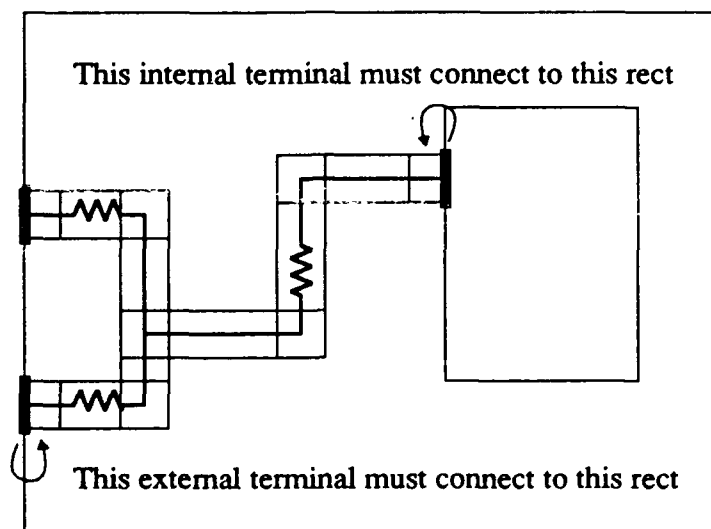 This internal terminal must connect to this rect
This external terminal must connect to this rect